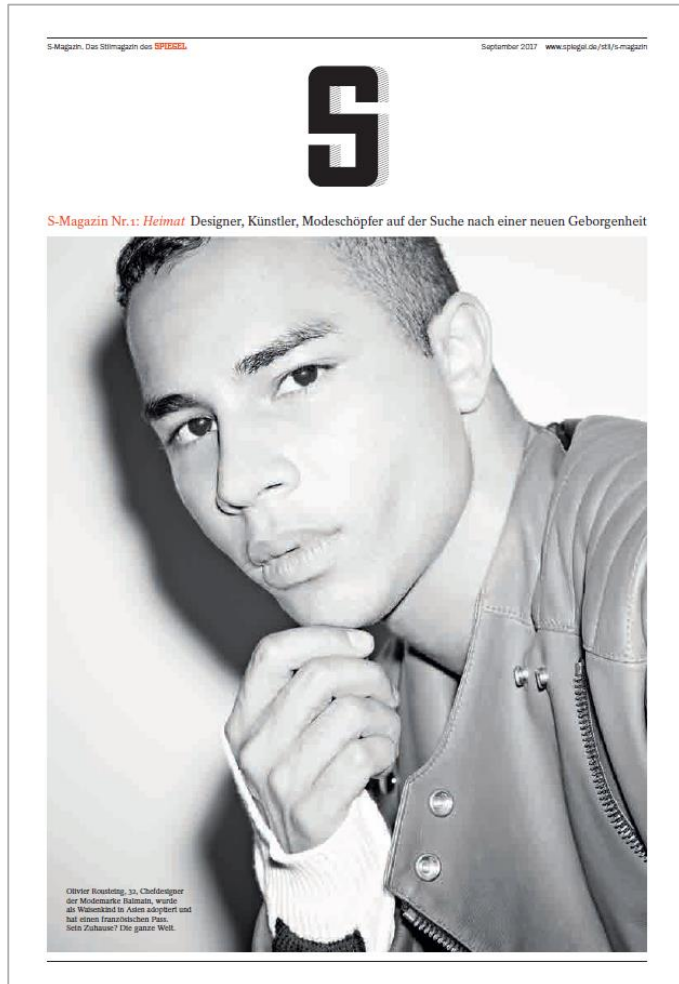 S-Magazin. Das Stilmagazin des SPIEGEL
September 2017 www.spiegel.de/stil/s-magazin
S
S-Magazin Nr. 1: Heimat Designer, Künstler, Modeschöpfer auf der Suche nach einer neuen Geborgenheit
Olivier Rousteing, 32, Chefdesigner
der Modemarke Balmain, wurde
als Waisenkind in Asien adoptiert und
hat einen französischen Pass.
Sein Zuhause? Die ganze Welt.